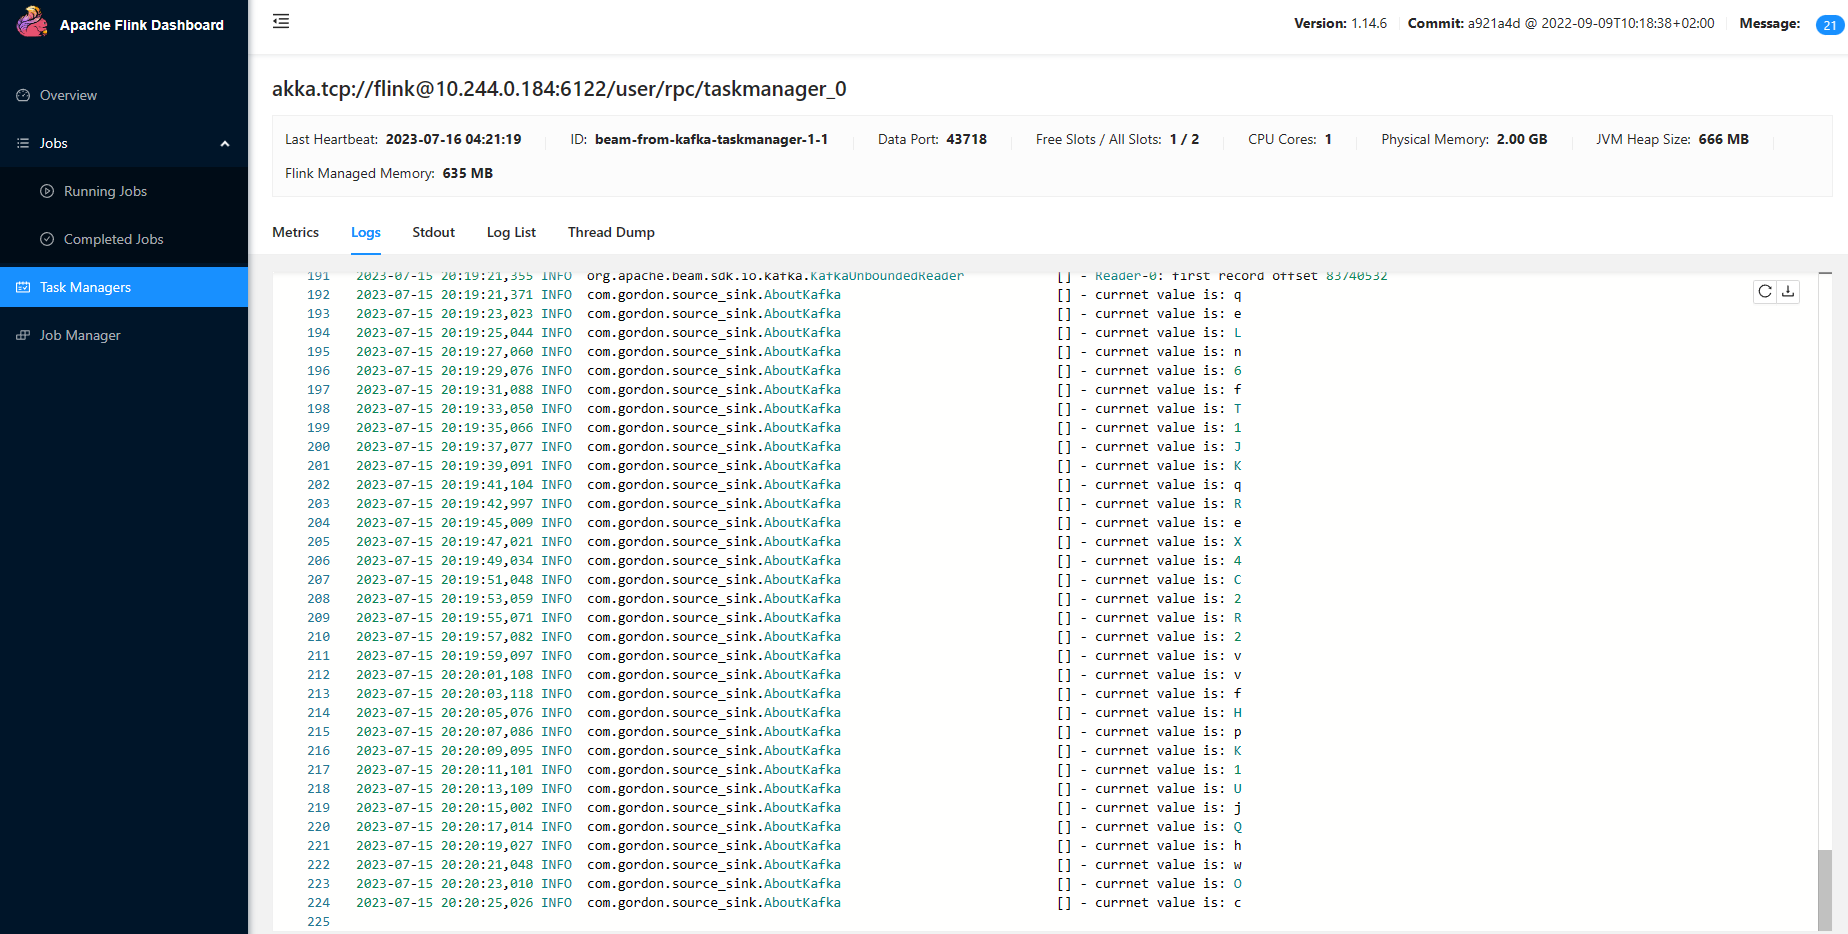 Apache Flink Dashboard
Version: 1.14.6 Commit: a921a4d @ 2022-09-09T10:18:38+02:00 Message: 21
Overview
Jobs
Running Jobs
Completed Jobs
Task Managers
Job Manager
akka.tcp://flink@10.244.0.184:6122/user/rpc/taskmanager_0
Last Heartbeat: 2023-07-16 04:21:19 ID: beam-from-kafka-taskmanager-1-1 Data Port: 43718 Free Slots / All Slots: 1 / 2 CPU Cores: 1 Physical Memory: 2.00 GB JVM Heap Size: 666 MB
Flink Managed Memory: 635 MB
Metrics Logs Stdout Log List Thread Dump
191 2023-07-15 20:19:21,355 INFO org.apache.beam.sdk.io.kafka.KafkaUnboundedReader [] - Reader-0: first record offset 83740532
192 2023-07-15 20:19:21,371 INFO com.gordon.source_sink.AboutKafka [] - currnet value is: q
193 2023-07-15 20:19:23,023 INFO com.gordon.source_sink.AboutKafka [] - currnet value is: e
194 2023-07-15 20:19:25,044 INFO com.gordon.source_sink.AboutKafka [] - currnet value is: L
195 2023-07-15 20:19:27,060 INFO com.gordon.source_sink.AboutKafka [] - currnet value is: n
196 2023-07-15 20:19:29,076 INFO com.gordon.source_sink.AboutKafka [] - currnet value is: 6
197 2023-07-15 20:19:31,088 INFO com.gordon.source_sink.AboutKafka [] - currnet value is: f
198 2023-07-15 20:19:33,050 INFO com.gordon.source_sink.AboutKafka [] - currnet value is: T
199 2023-07-15 20:19:35,066 INFO com.gordon.source_sink.AboutKafka [] - currnet value is: 1
200 2023-07-15 20:19:37,077 INFO com.gordon.source_sink.AboutKafka [] - currnet value is: J
201 2023-07-15 20:19:39,091 INFO com.gordon.source_sink.AboutKafka [] - currnet value is: K
202 2023-07-15 20:19:41,104 INFO com.gordon.source_sink.AboutKafka [] - currnet value is: q
203 2023-07-15 20:19:42,997 INFO com.gordon.source_sink.AboutKafka [] - currnet value is: R
204 2023-07-15 20:19:45,009 INFO com.gordon.source_sink.AboutKafka [] - currnet value is: e
205 2023-07-15 20:19:47,021 INFO com.gordon.source_sink.AboutKafka [] - currnet value is: X
206 2023-07-15 20:19:49,034 INFO com.gordon.source_sink.AboutKafka [] - currnet value is: 4
207 2023-07-15 20:19:51,048 INFO com.gordon.source_sink.AboutKafka [] - currnet value is: C
208 2023-07-15 20:19:53,059 INFO com.gordon.source_sink.AboutKafka [] - currnet value is: 2
209 2023-07-15 20:19:55,071 INFO com.gordon.source_sink.AboutKafka [] - currnet value is: R
210 2023-07-15 20:19:57,082 INFO com.gordon.source_sink.AboutKafka [] - currnet value is: 2
211 2023-07-15 20:19:59,097 INFO com.gordon.source_sink.AboutKafka [] - currnet value is: v
212 2023-07-15 20:20:01,108 INFO com.gordon.source_sink.AboutKafka [] - currnet value is: v
213 2023-07-15 20:20:03,118 INFO com.gordon.source_sink.AboutKafka [] - currnet value is: f
214 2023-07-15 20:20:05,076 INFO com.gordon.source_sink.AboutKafka [] - currnet value is: H
215 2023-07-15 20:20:07,086 INFO com.gordon.source_sink.AboutKafka [] - currnet value is: p
216 2023-07-15 20:20:09,095 INFO com.gordon.source_sink.AboutKafka [] - currnet value is: K
217 2023-07-15 20:20:11,101 INFO com.gordon.source_sink.AboutKafka [] - currnet value is: 1
218 2023-07-15 20:20:13,109 INFO com.gordon.source_sink.AboutKafka [] - currnet value is: U
219 2023-07-15 20:20:15,002 INFO com.gordon.source_sink.AboutKafka [] - currnet value is: j
220 2023-07-15 20:20:17,014 INFO com.gordon.source_sink.AboutKafka [] - currnet value is: Q
221 2023-07-15 20:20:19,027 INFO com.gordon.source_sink.AboutKafka [] - currnet value is: h
222 2023-07-15 20:20:21,048 INFO com.gordon.source_sink.AboutKafka [] - currnet value is: w
223 2023-07-15 20:20:23,010 INFO com.gordon.source_sink.AboutKafka [] - currnet value is: O
224 2023-07-15 20:20:25,026 INFO com.gordon.source_sink.AboutKafka [] - currnet value is: c
225